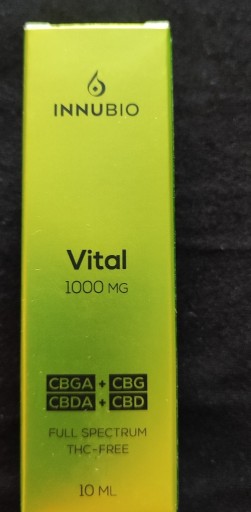 INNUBIO
Vital
1000 MG
CBGA + CBG
CBDA + CBD
FULL SPECTRUM
THC-FREE
10 ML